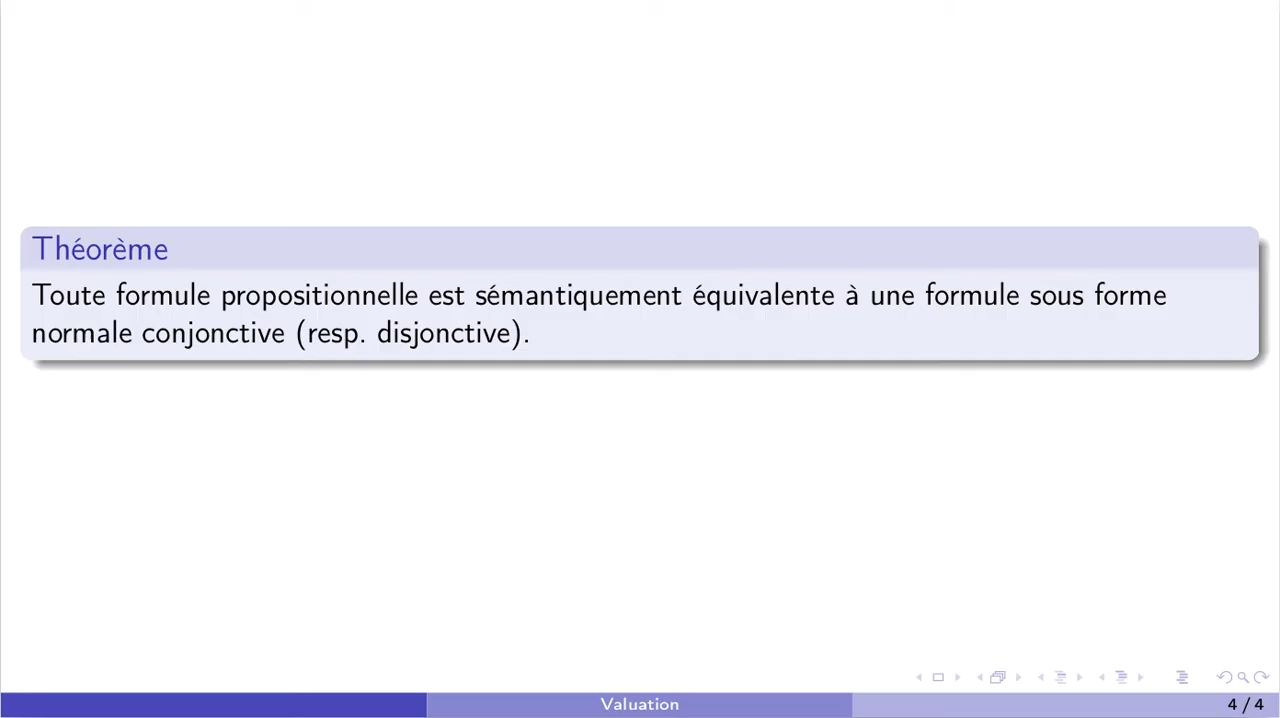 Théorème
Toute formule propositionnelle est sémantiquement équivalente à une formule sous forme
normale conjonctive (resp. disjonctive).
Valuation
4 / 4